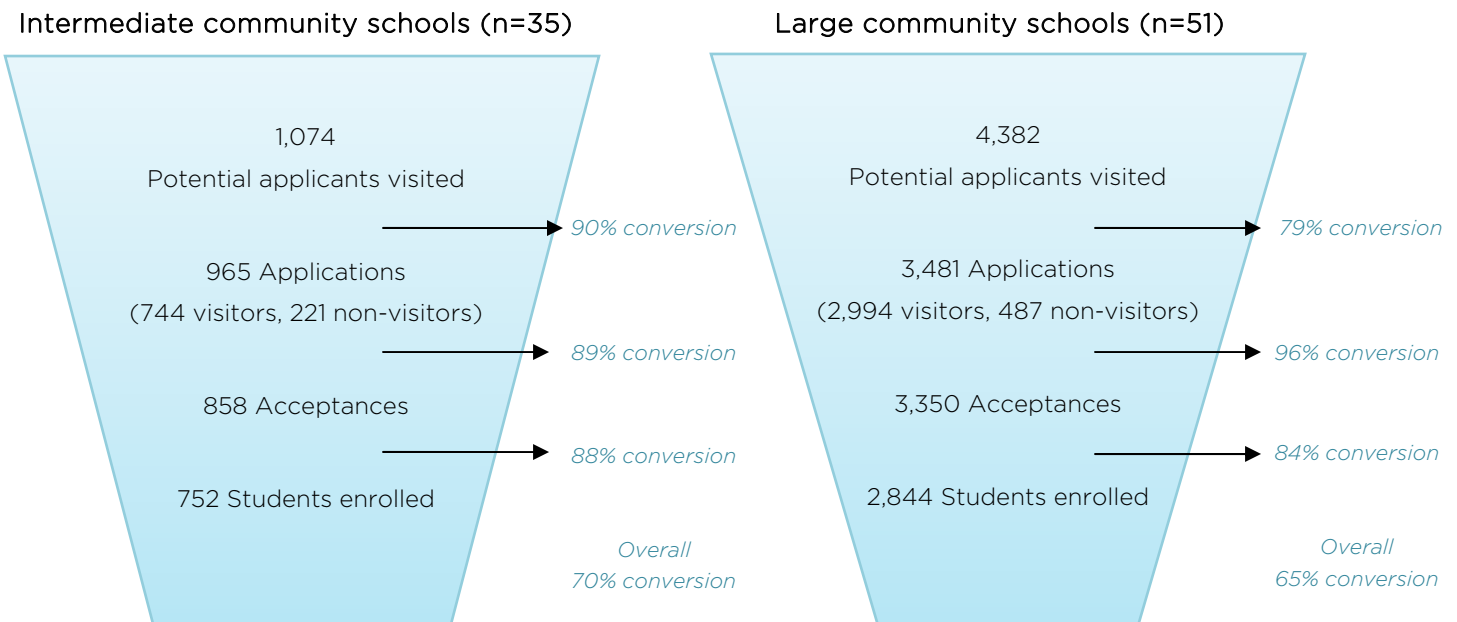 Intermediate community schools (n=35)
1,074
Potential applicants visited
90% conversion
965 Applications
(744 visitors, 221 non-visitors)
89% conversion
858 Acceptances
88% conversion
752 Students enrolled
Overall
70% conversion
Large community schools (n=51)
4,382
Potential applicants visited
79% conversion
3,481 Applications
(2,994 visitors, 487 non-visitors)
96% conversion
3,350 Acceptances
84% conversion
2,844 Students enrolled
Overall
65% conversion